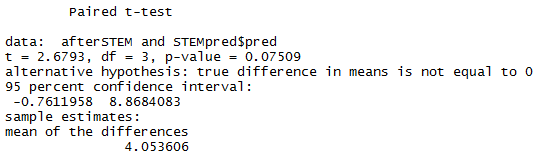 Paired t-test
data:  afterSTEM and STEMpred$pred
t = 2.6793, df = 3, p-value = 0.07509
alternative hypothesis: true difference in means is not equal to 0
95 percent confidence interval:
-0.7611958  8.8684083
sample estimates:
mean of the differences
4.053606